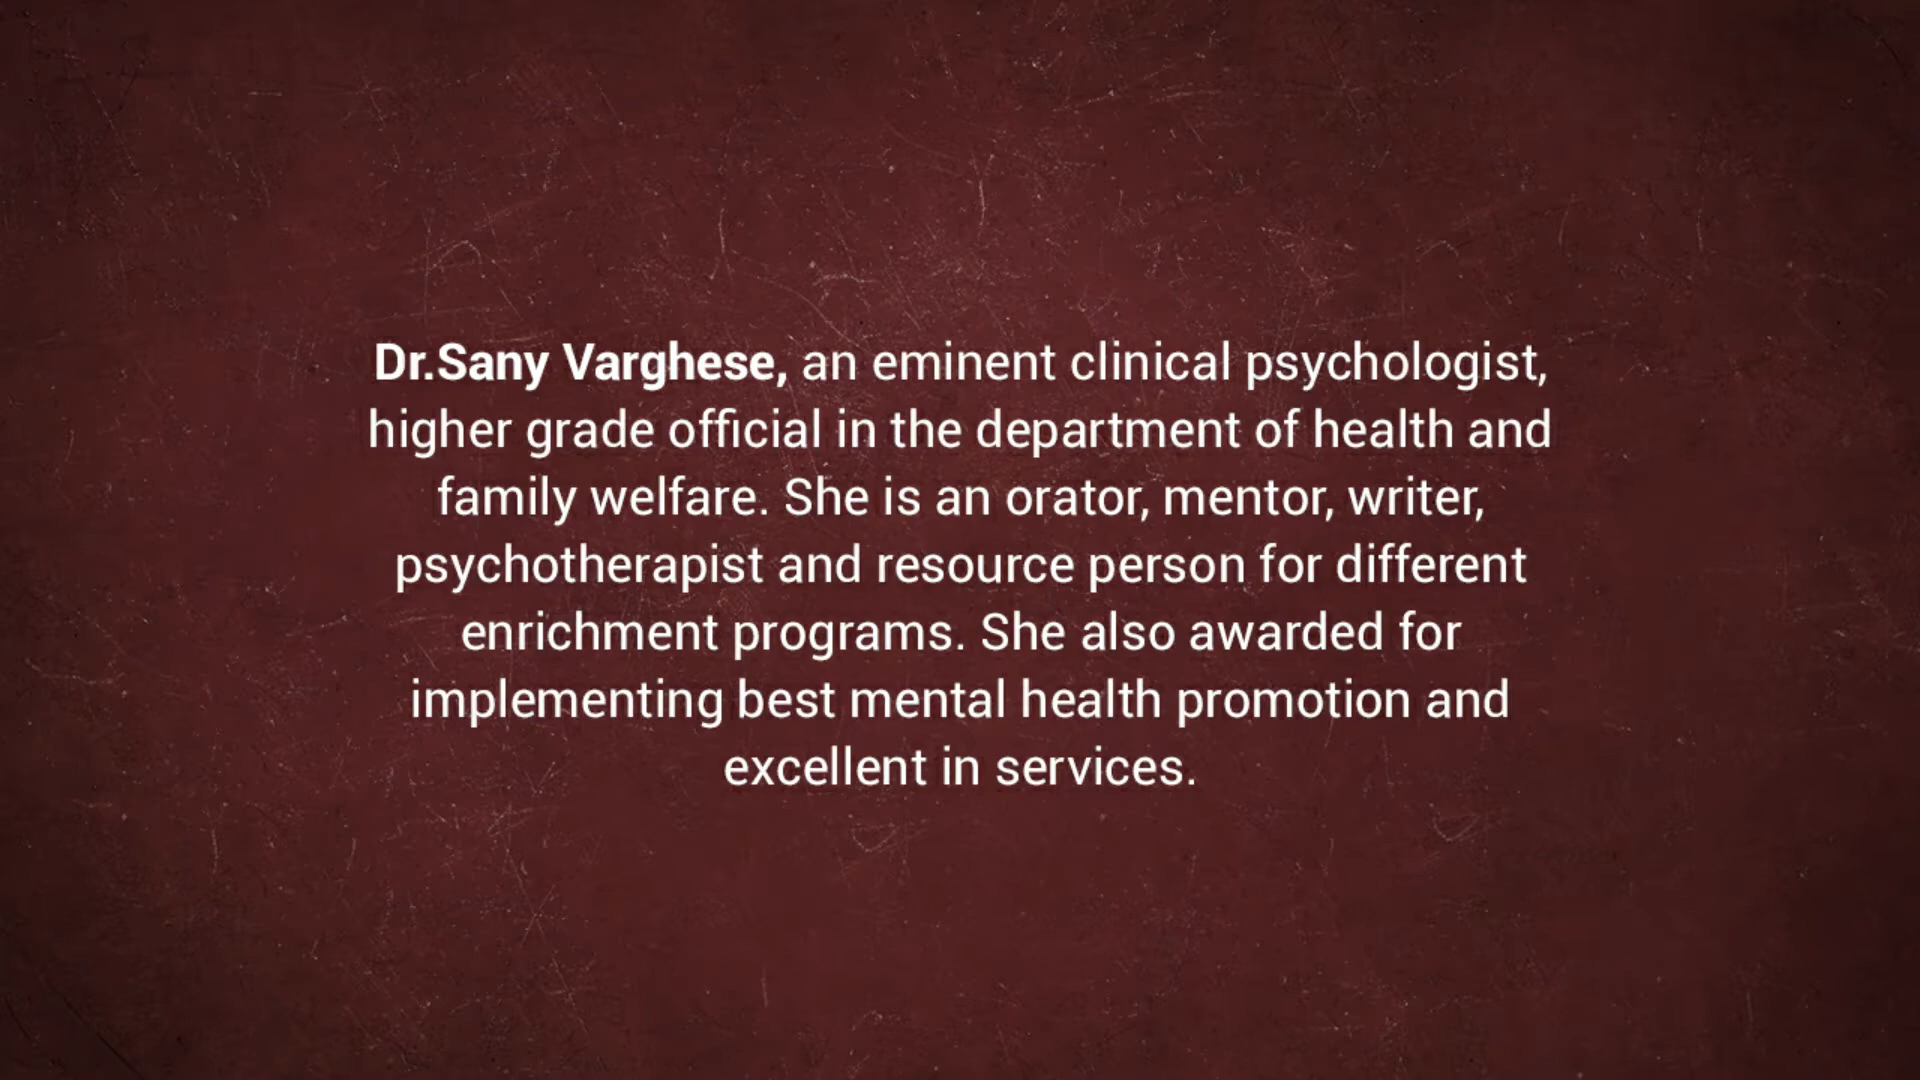 Dr.Sany Varghese, an eminent clinical psychologist,
higher grade official in the department of health and
family welfare. She is an orator, mentor, writer,
psychotherapist and resource person for different
enrichment programs. She also awarded for
implementing best mental health promotion and
excellent in services.